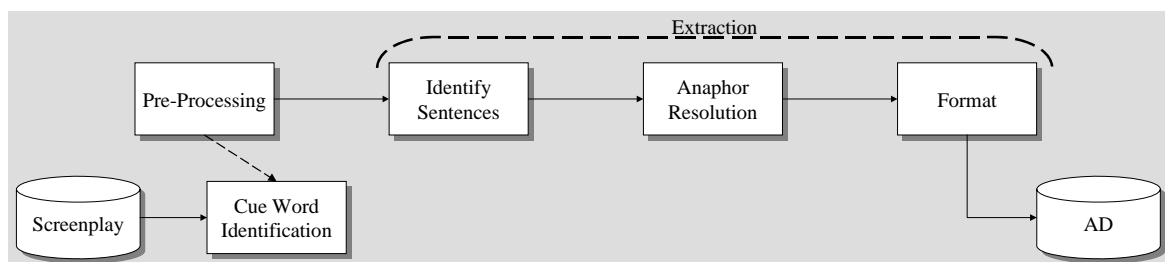 Extraction
Pre-Processing
Identify
Sentences
Anaphor
Resolution
Format
Screenplay
Cue Word
Identification
AD